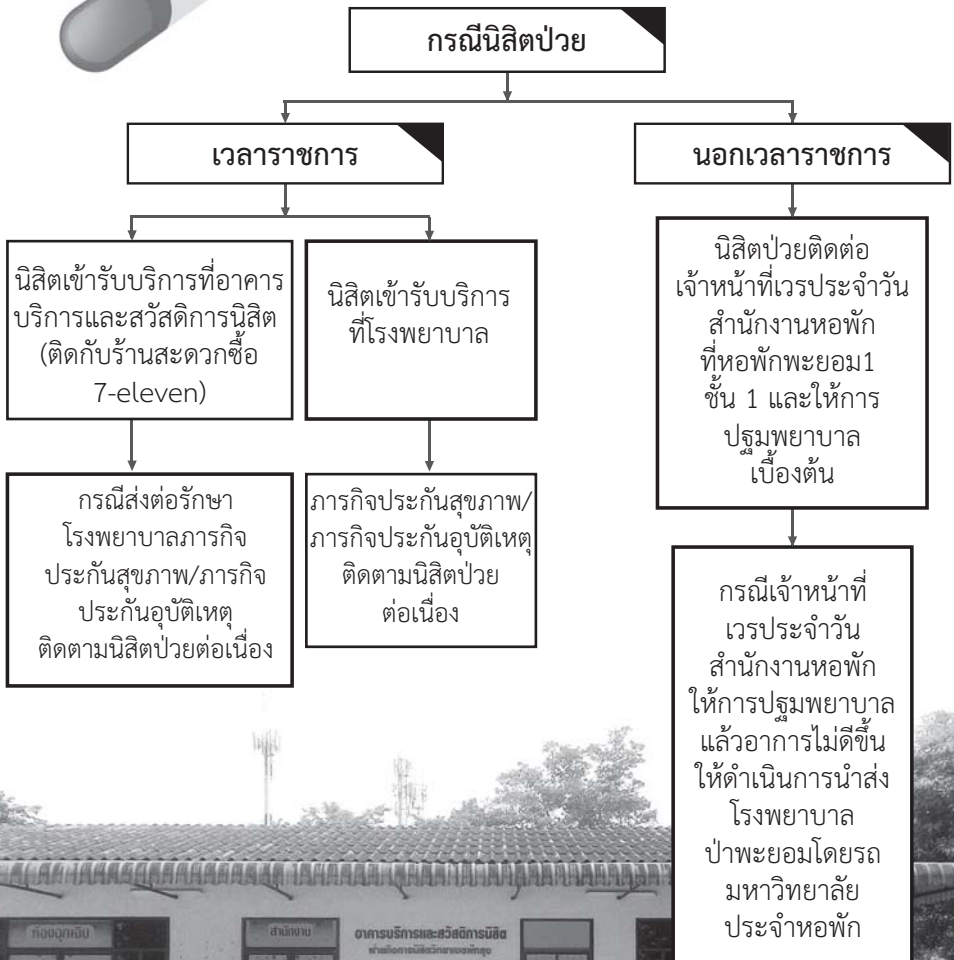 กรณีนิสิตป่วย
เวลาราชการ
นอกเวลาราชการ
นิสิตเข้ารับบริการที่อาคาร
บริการและสวัสดิการนิสิต
(ติดกับร้านสะดวกซื้อ
7-eleven)
นิสิตเข้ารับบริการ
ที่โรงพยาบาล
นิสิตป่วยติดต่อ
เจ้าหน้าที่เวรประจำวัน
สำนักงานหอพัก
ที่หอพักพะยอม1
ชั้น 1 และให้การ
ปฐมพยาบาล
เบื้องต้น
กรณีส่งต่อรักษา
โรงพยาบาลภารกิจ
ประกันสุขภาพ/ภารกิจ
ประกันอุบัติเหตุ
ติดตามนิสิตป่วยต่อเนื่อง
ภารกิจประกันสุขภาพ/
ภารกิจประกันอุบัติเหตุ
ติดตามนิสิตป่วย
ต่อเนื่อง
กรณีเจ้าหน้าที่
เวรประจำวัน
สำนักงานหอพัก
ให้การปฐมพยาบาล
แล้วอาการไม่ดีขึ้น
ให้ดำเนินการนำส่ง
โรงพยาบาล
ป่าพะยอมโดยรถ
มหาวิทยาลัย
ประจำหอพัก
ห้องฉุกเฉิน
สำนักงาน
อาคารบริการและสวัสดิการนิสิต